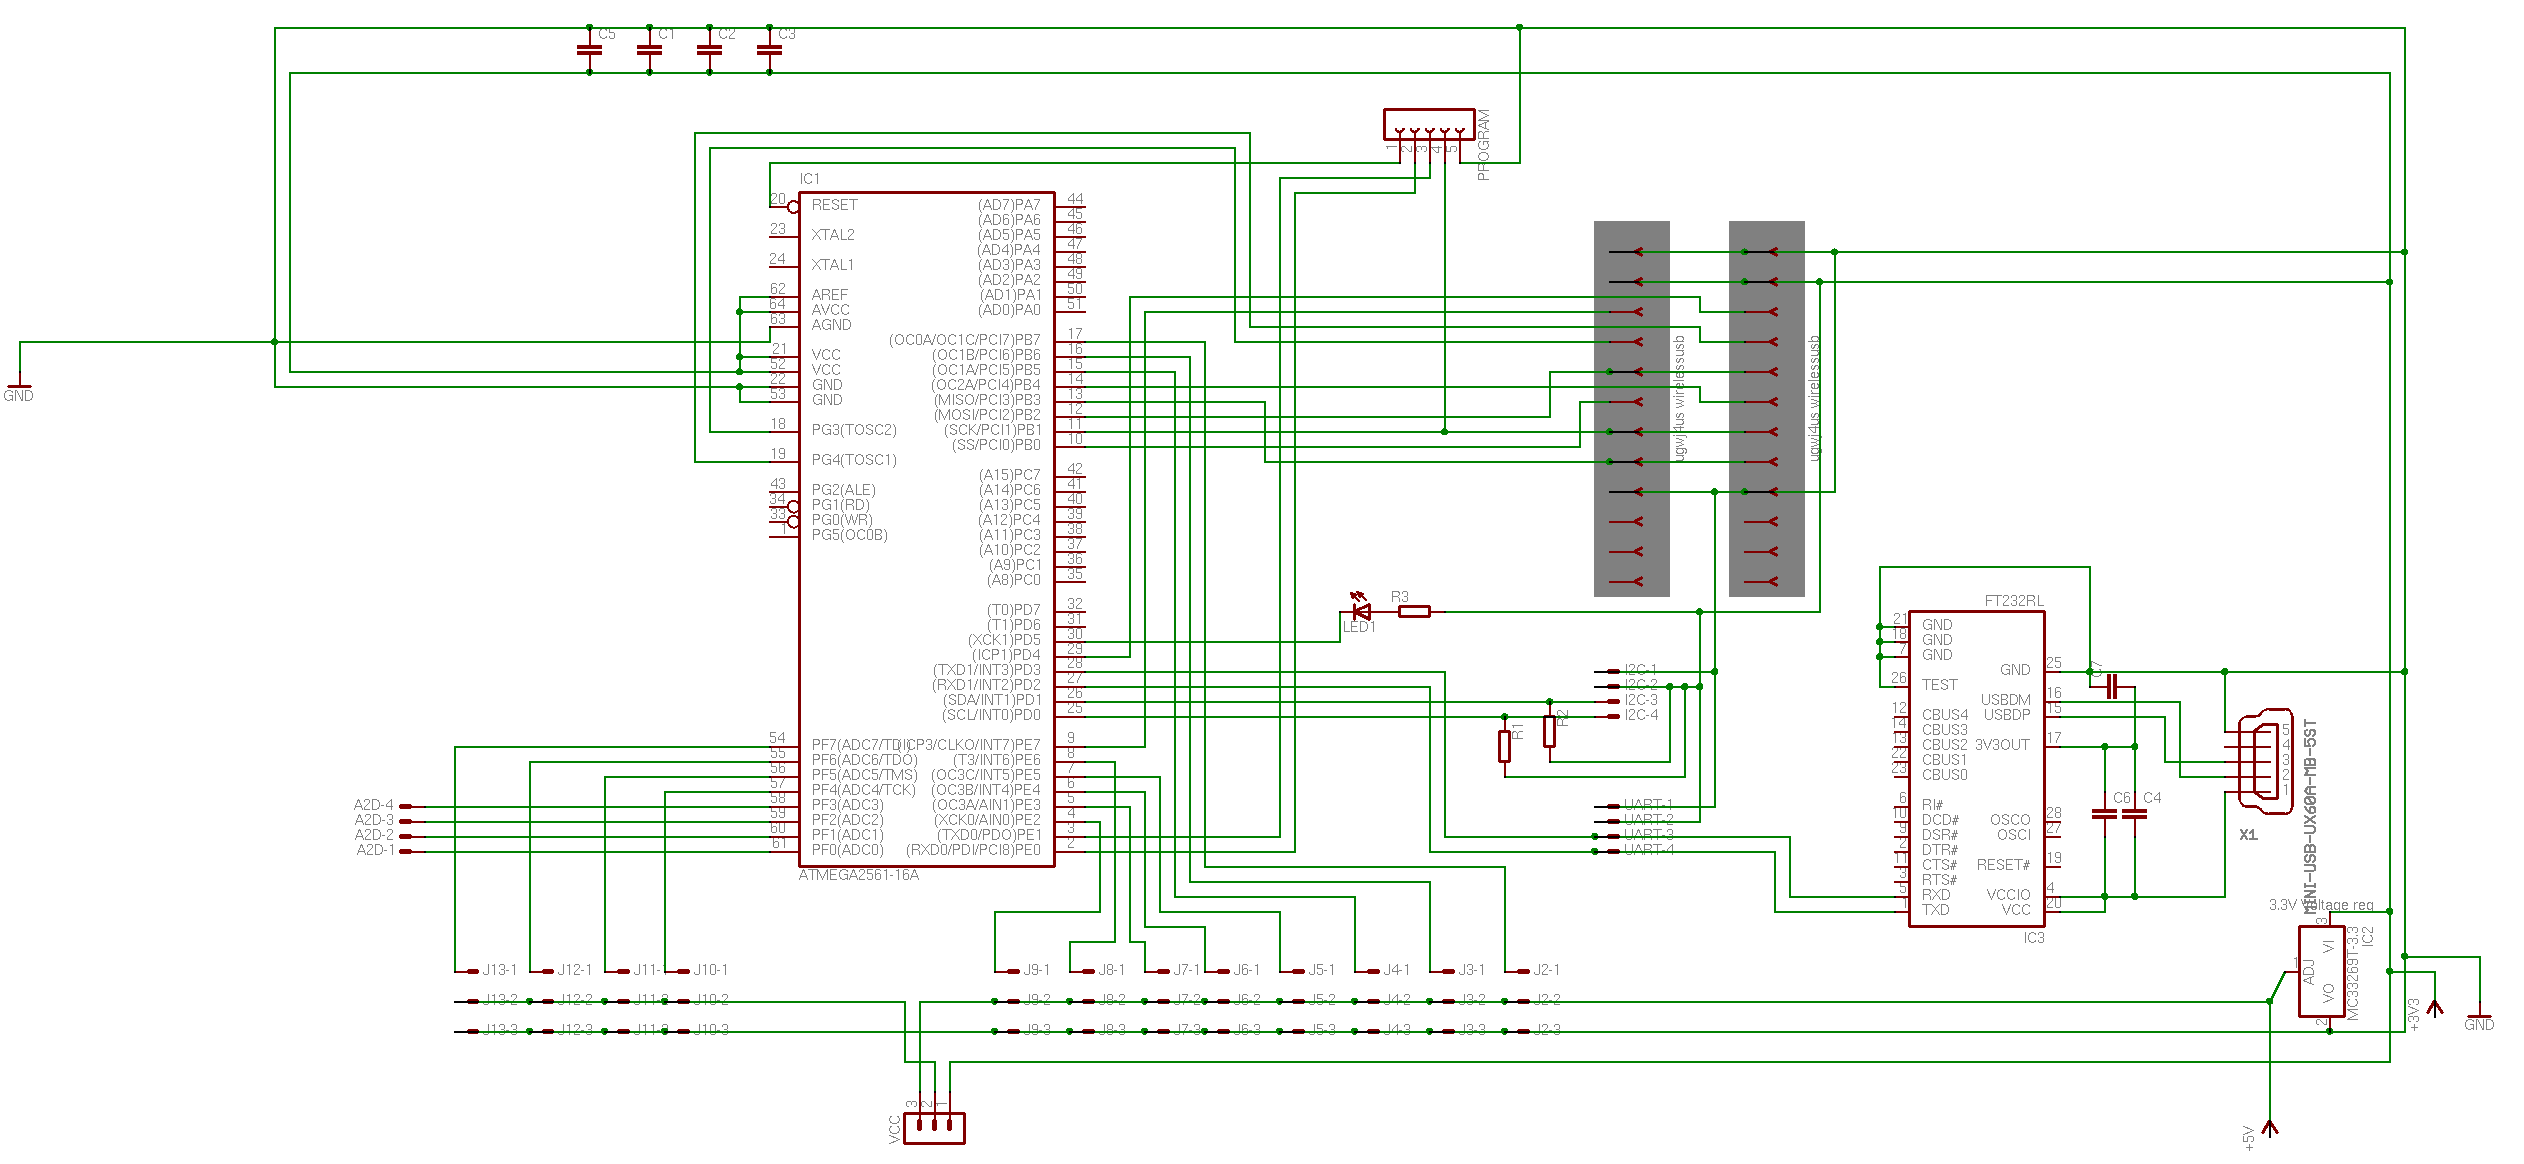 C5
C1
C2
C3
PROGRAM
1
2
3
4
5
GND
IC1
20
RESET
23
XTAL2
24
XTAL1
62
AREF
64
AVCC
63
AGND
21
VCC
52
VCC
22
GND
53
GND
18
PG3(TOSC2)
19
PG4(TOSC1)
43
PG2(ALE)
34
PG1(RD)
33
PG0(WR)
1
PG5(OC0B)
54
PF7(ADC7/TDI)
55
PF6(ADC6/TDO)
56
PF5(ADC5/TMS)
57
PF4(ADC4/TCK)
58
PF3(ADC3)
59
PF2(ADC2)
60
PF1(ADC1)
61
PF0(ADC0)
(AD7)PA7
44
(AD6)PA6
45
(AD5)PA5
46
(AD4)PA4
47
(AD3)PA3
48
(AD2)PA2
49
(AD1)PA1
50
(AD0)PA0
51
(OC0A/OC1C/PCI7)PB7
17
(OC1B/PCI6)PB6
16
(OC1A/PCI5)PB5
15
(OC2A/PCI4)PB4
14
(MISO/PCI3)PB3
13
(MOSI/PCI2)PB2
12
(SCK/PCI1)PB1
11
(SS/PCI0)PB0
10
(A15)PC7
42
(A14)PC6
41
(A13)PC5
40
(A12)PC4
39
(A11)PC3
38
(A10)PC2
37
(A9)PC1
36
(A8)PC0
35
(T0)PD7
32
(T1)PD6
31
(XCK1)PD5
30
(ICP1)PD4
29
(TXD1/INT3)PD3
28
(RXD1/INT2)PD2
27
(SDA/INT1)PD1
26
(SCL/INT0)PD0
25
(ICP3/CLKO/INT7)PE7
9
(T3/INT6)PE6
8
(OC3C/INT5)PE5
7
(OC3B/INT4)PE4
6
(OC3A/AIN1)PE3
5
(XCK0/AIN0)PE2
4
(TXD0/PDO)PE1
3
(RXD0/PDI/PCI8)PE0
2
ATMEGA2561-16A
A2D-4
A2D-3
A2D-2
A2D-1
ugwj4us wirelessusb
ugwj4us wirelessusb
LED1
R3
I2C-1
I2C-2
I2C-3
I2C-4
R1
R2
UART-1
UART-2
UART-3
UART-4
FT232RL
21
GND
18
GND
7
GND
26
TEST
12
CBUS4
14
CBUS3
13
CBUS2
22
CBUS1
23
CBUS0
6
RI#
10
DCD#
9
DSR#
2
DTR#
11
CTS#
3
RTS#
5
RXD
1
TXD
GND
25
USBDM
16
USBDP
15
3V3OUT
17
OSCO
28
OSCI
27
RESET#
19
VCCIO
4
VCC
20
IC3
C7
C6
C4
5
4
3
2
1
X1
MINI-USB-UX60A-MB-5ST
3.3V Voltage reg
3
VI
1
ADJ
VO
2
MC33269T-3.3
IC2
+3V3
GND
+5V
J13-1
J12-1
J11-1
J10-1
J9-1
J8-1
J7-1
J6-1
J5-1
J4-1
J3-1
J2-1
J13-2
J12-2
J11-2
J10-2
J9-2
J8-2
J7-2
J6-2
J5-2
J4-2
J3-2
J2-2
J13-3
J12-3
J11-3
J10-3
J9-3
J8-3
J7-3
J6-3
J5-3
J4-3
J3-3
J2-3
3
2
1
VCC